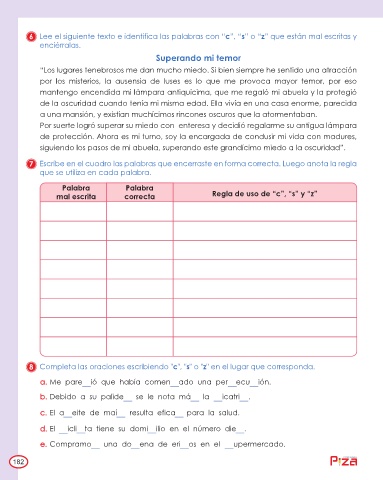 6 Lee el siguiente texto e identifica las palabras con "c", "s" o "z" que están mal escritas y
enciérralas.
Superando mi temor
"Los lugares tenebrosos me dan mucho miedo. Si bien siempre he sentido una atracción
por los misterios, la ausensia de luses es lo que me provoca mayor temor, por eso
mantengo encendida mi lámpara antiquicima, que me regaló mi abuela y la protegió
de la oscuridad cuando tenía mi misma edad. Ella vivía en una casa enorme, parecida
a una mansión, y existían muchícimos rincones oscuros que la atormentaban.
Por suerte logró superar su miedo con enteresa y decidió regalarme su antigua lámpara
de protección. Ahora es mi turno, soy la encargada de condusir mi vida con madures,
siguiendo los pasos de mi abuela, superando este grandícimo miedo a la oscuridad".
7 Escribe en el cuadro las palabras que encerraste en forma correcta. Luego anota la regla
que se utiliza en cada palabra.
Palabra mal escrita Palabra correcta Regla de uso de "c", "s" y "z"
8 Completa las oraciones escribiendo "c", "s" o "z" en el lugar que corresponda.
a. Me pare__ió que había comen__ado una per__ecu__ión.
b. Debido a su palide__ se le nota má__ la __icatri__.
c. El a__eite de maí__ resulta efica__ para la salud.
d. El __icli__ta tiene su domi__ilio en el número die__.
e. Compramo__ una do__ena de eri__os en el __upermercado.
182